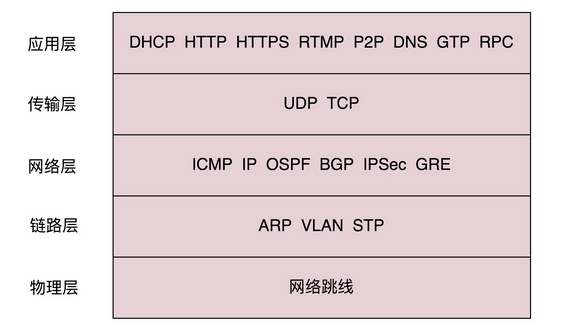 应用层 DHCP HTTP HTTPS RTMP P2P DNS GTP RPC
传输层 UDP TCP
网络层 ICMP IP OSPF BGP IPSec GRE
链路层 ARP VLAN STP
物理层 网络跳线